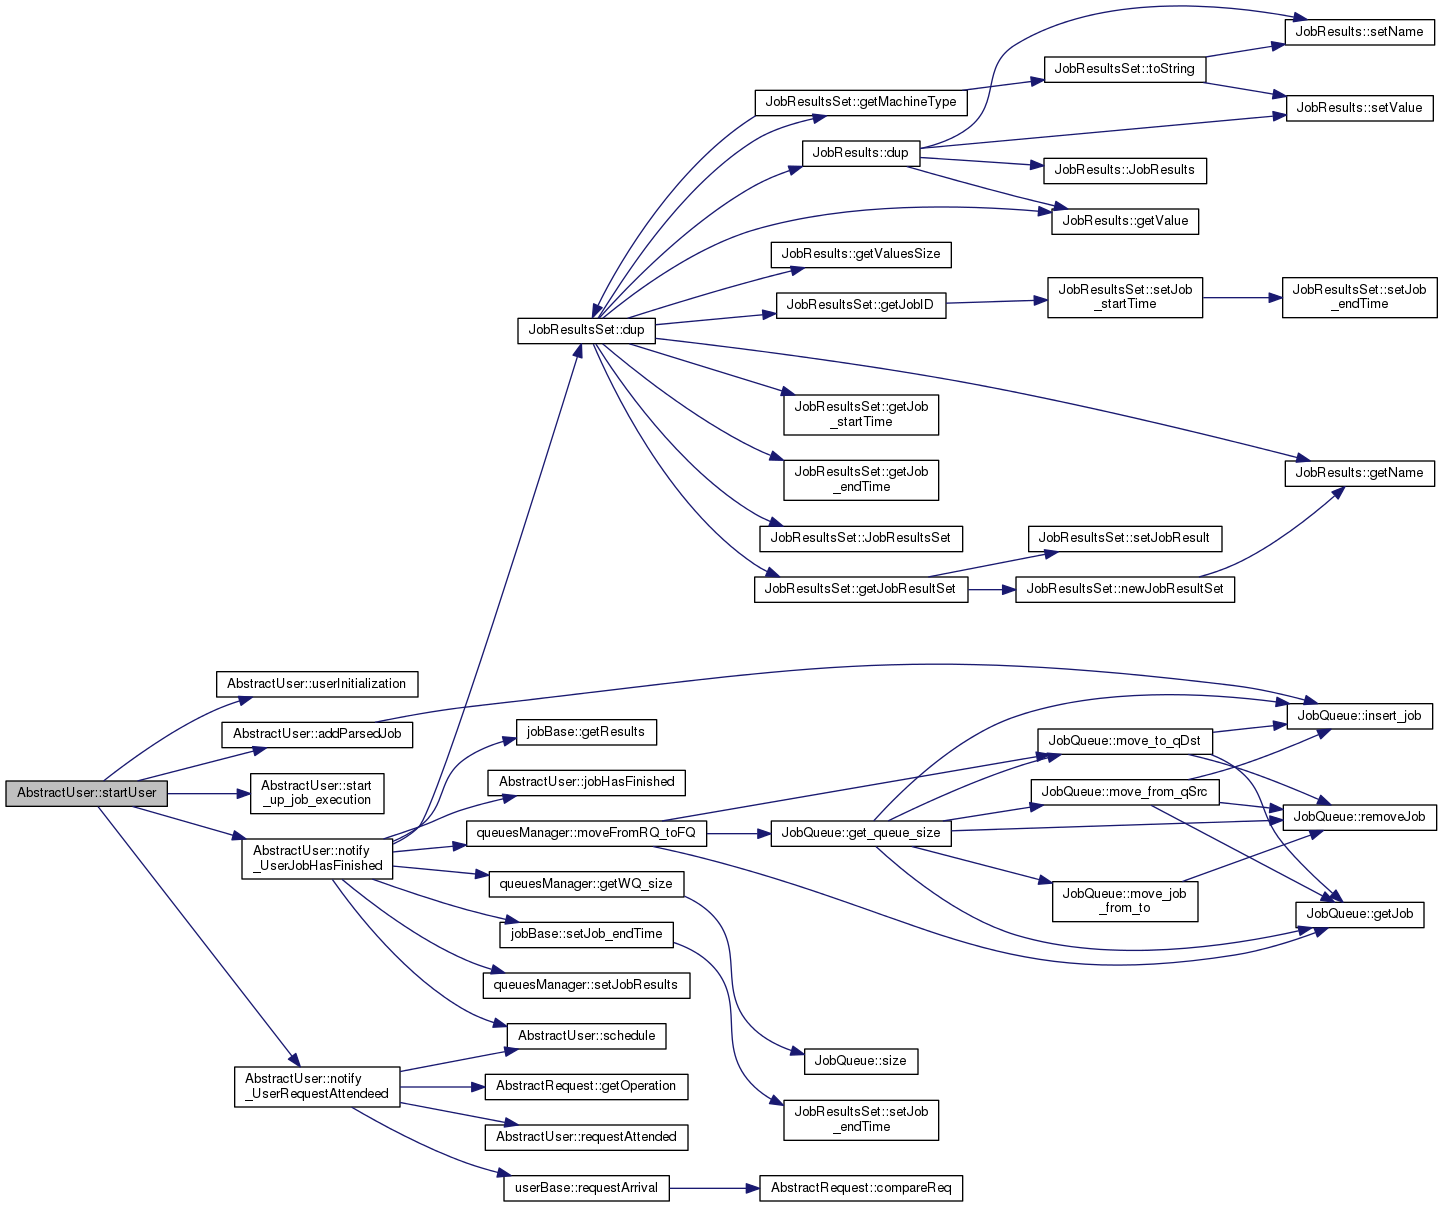 JobResults::setName
JobResultsSet::toString
JobResultsSet::getMachineType
JobResults::setValue
JobResults::dup
JobResults::JobResults
JobResults::getValue
JobResults::getValuesSize
JobResultsSet::getJobID
JobResultsSet::setJob
_startTime
JobResultsSet::setJob
_endTime
JobResultsSet::dup
JobResultsSet::getJob
_startTime
JobResultsSet::getJob
_endTime
JobResults::getName
JobResultsSet::JobResultsSet
JobResultsSet::setJobResult
JobResultsSet::getJobResultSet
JobResultsSet::newJobResultSet
AbstractUser::userInitialization
AbstractUser::addParsedJob
jobBase::getResults
JobQueue::insert_job
JobQueue::move_to_qDst
AbstractUser::startUser
AbstractUser::start
_up_job_execution
AbstractUser::jobHasFinished
JobQueue::move_from_qSrc
JobQueue::removeJob
AbstractUser::notify
_UserJobHasFinished
queuesManager::moveFromRQ_toFQ
JobQueue::get_queue_size
queuesManager::getWQ_size
JobQueue::move_job
_from_to
JobQueue::getJob
jobBase::setJob_endTime
queuesManager::setJobResults
AbstractUser::schedule
JobQueue::size
AbstractUser::notify
_UserRequestAttendeed
AbstractRequest::getOperation
JobResultsSet::setJob
_endTime
AbstractUser::requestAttended
userBase::requestArrival
AbstractRequest::compareReq